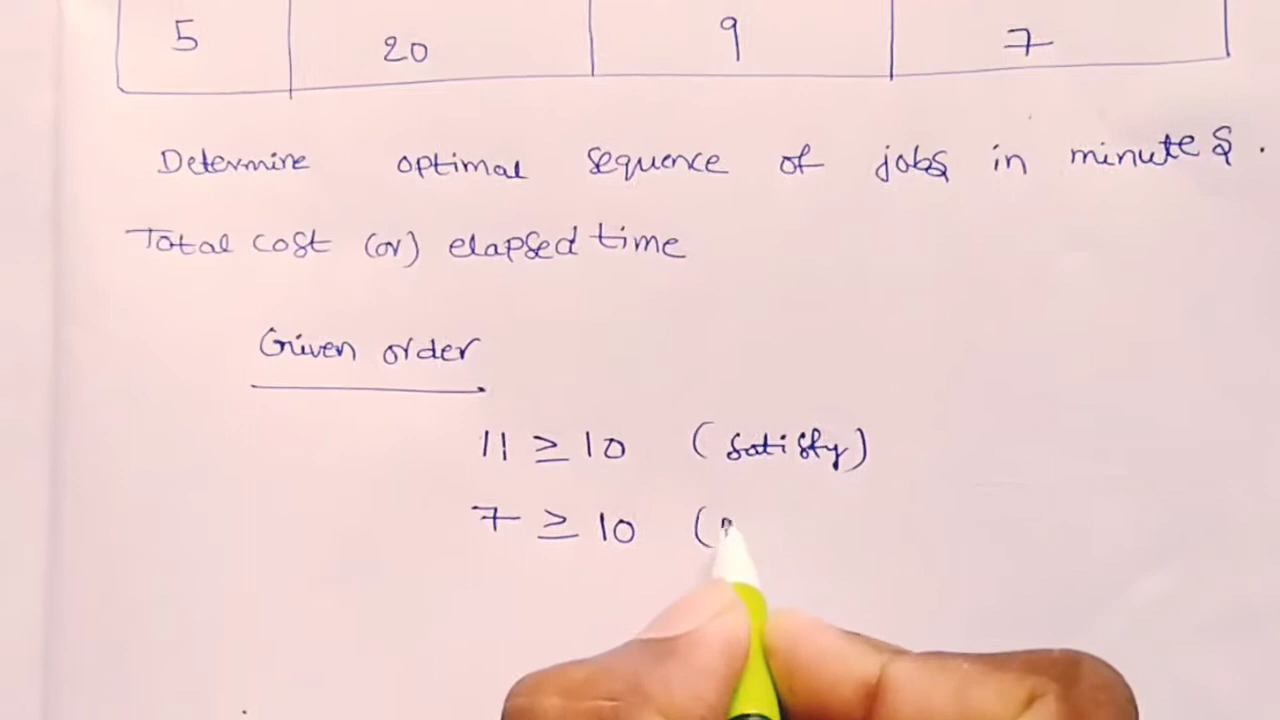 5 20 9 7
Determine optimal sequence of jobs in minutes.
Total cost (or) elapsed time
Given order
11 ≥ 10 (satisfy)
7 ≥ 10 (